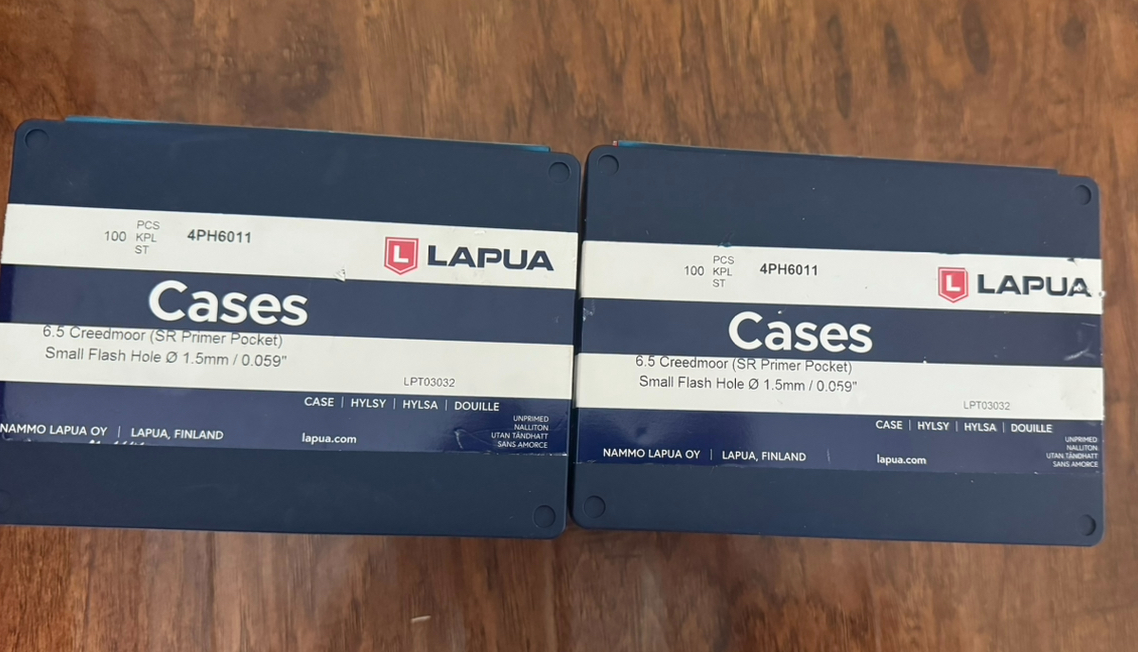 100 PCS
KPL
ST
4PH6011
L LAPUA
Cases
6.5 Creedmoor (SR Primer Pocket)
Small Flash Hole Ø 1.5mm / 0.059"
LPT03032
CASE | HYLSY | HYLSA | DOUILLE
UNPRIMED
NALLITON
UTAN TÄNDHATT
SANS AMORCE
NAMMO LAPUA OY | LAPUA, FINLAND
lapua.com
100 PCS
KPL
ST
4PH6011
L LAPUA
Cases
6.5 Creedmoor (SR Primer Pocket)
Small Flash Hole Ø 1.5mm / 0.059"
LPT03032
CASE | HYLSY | HYLSA | DOUILLE
UNPRIMED
NALLITON
UTAN TÄNDHATT
SANS AMORCE
NAMMO LAPUA OY | LAPUA, FINLAND
lapua.com